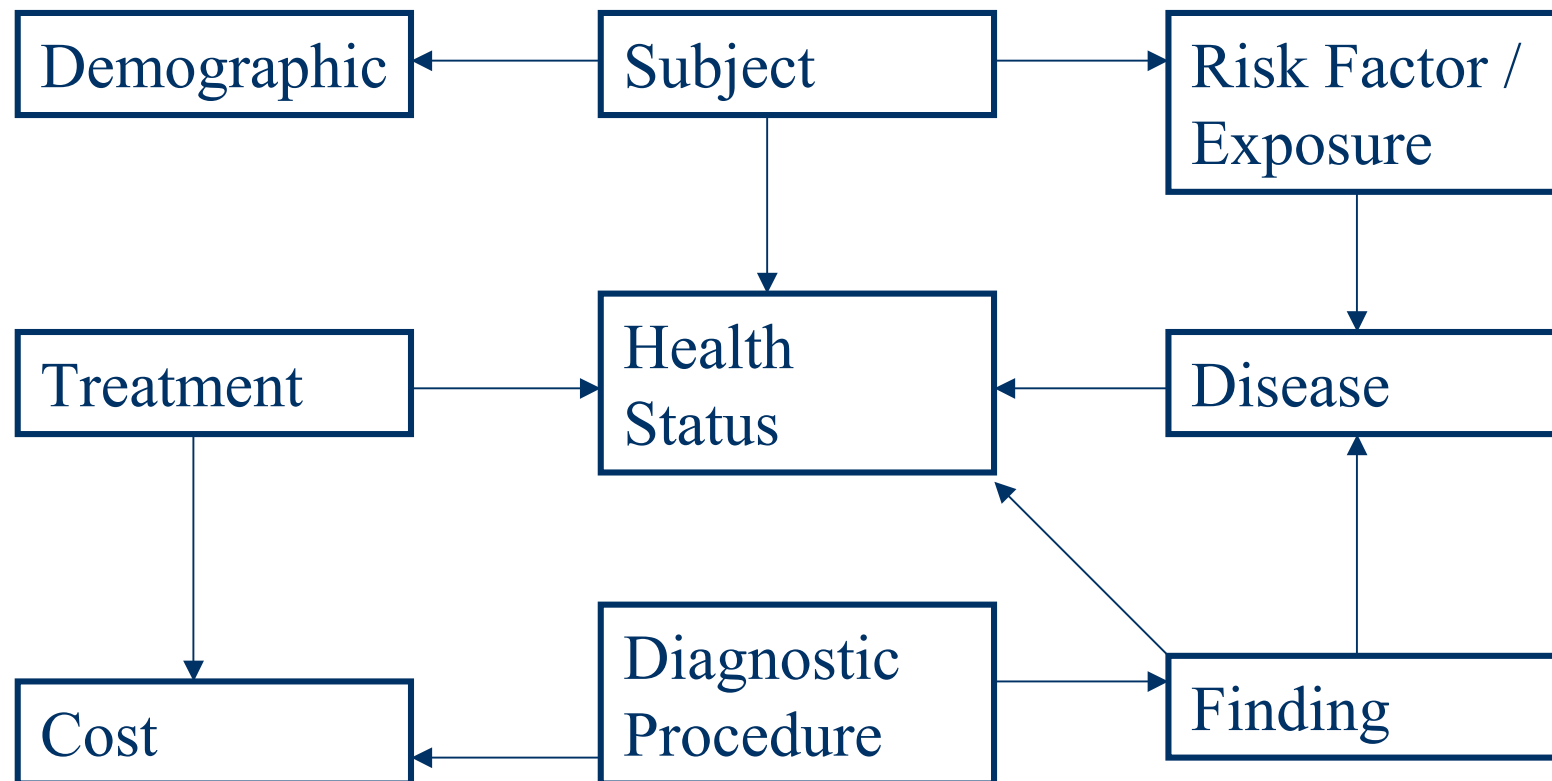 Demographic
Subject
Risk Factor /
Exposure
Treatment
Health
Status
Disease
Cost
Diagnostic
Procedure
Finding